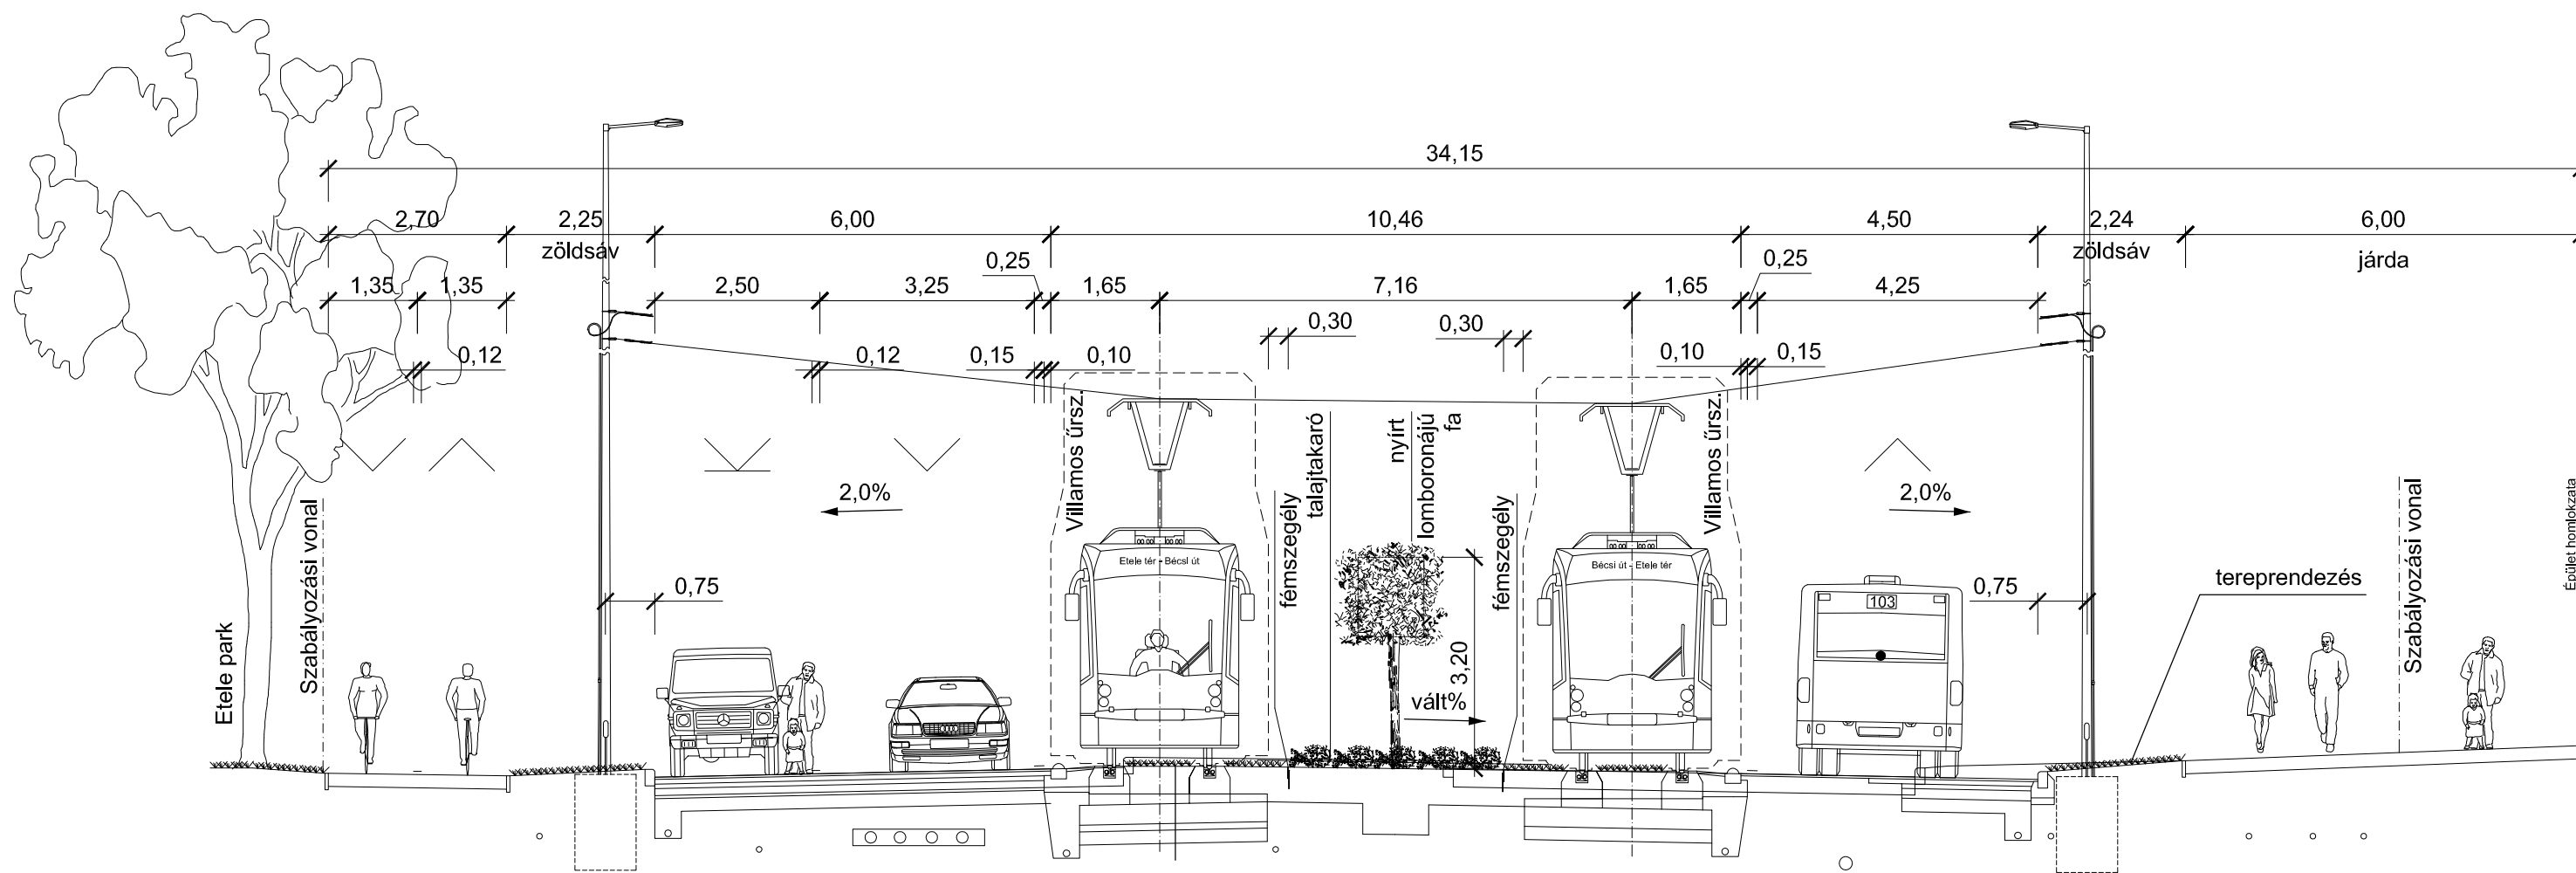 34,15
2,70
2,25
6,00
10,46
4,50
2,24
6,00
zöldsáv
zöldsáv
járda
0,25
0,25
1,35
1,35
2,50
3,25
1,65
7,16
1,65
4,25
0,30
0,30
0,12
0,12
0,15
0,10
0,10
0,15
Villamos űrsz.
talajtakaró
nyírt
lomboronájú
fa
Villamos űrsz.
2,0%
2,0%
fémszegély
fémszegély
Szabályozási vonal
Szabályozási vonal
Épület homlokzata
Etele tér - Bécsi út
Bécsi út - Etele tér
103
0,75
0,75
tereprendezés
Etele park
3,20
vált%